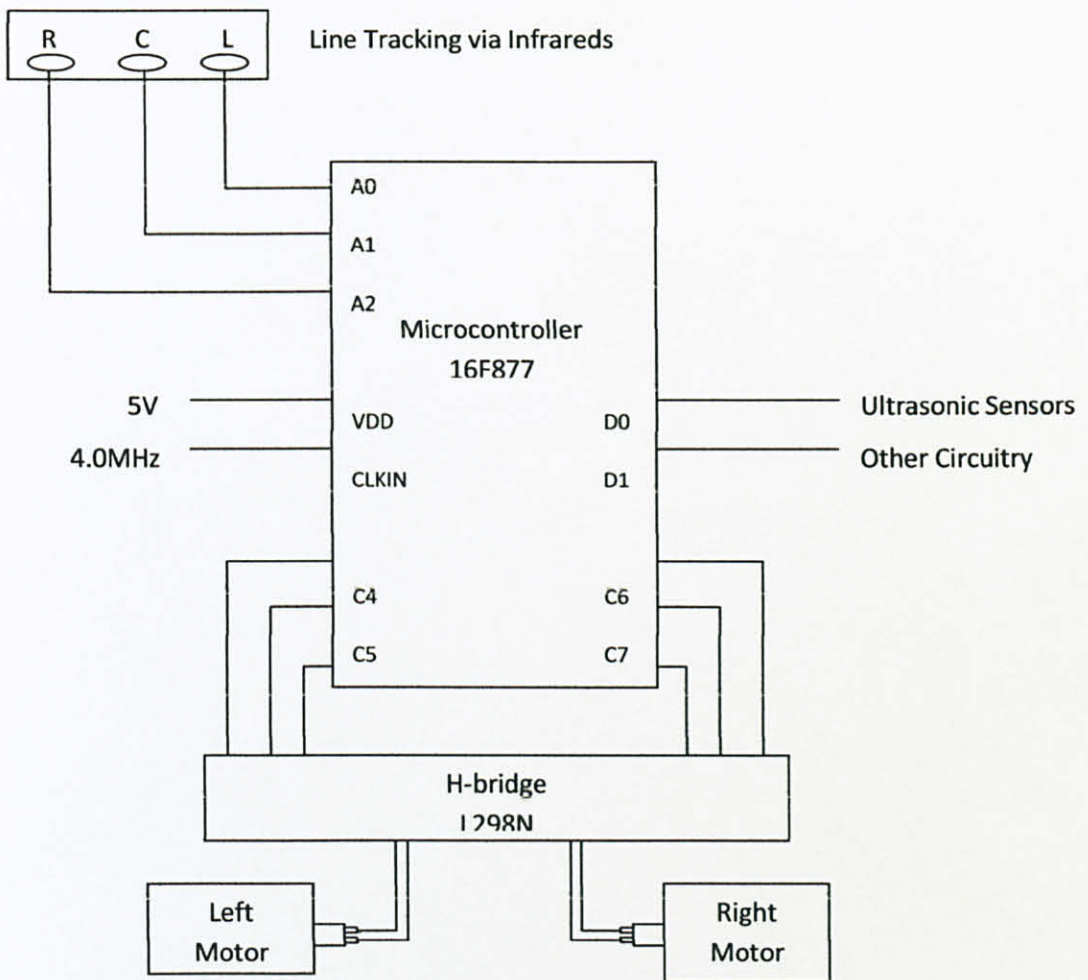 R C L
Line Tracking via Infrareds
A0
A1
A2
Microcontroller
16F877
5V
VDD
D0
Ultrasonic Sensors
4.0MHz
CLKIN
D1
Other Circuitry
C4
C6
C5
C7
H-bridge
L298N
Left
Motor
Right
Motor